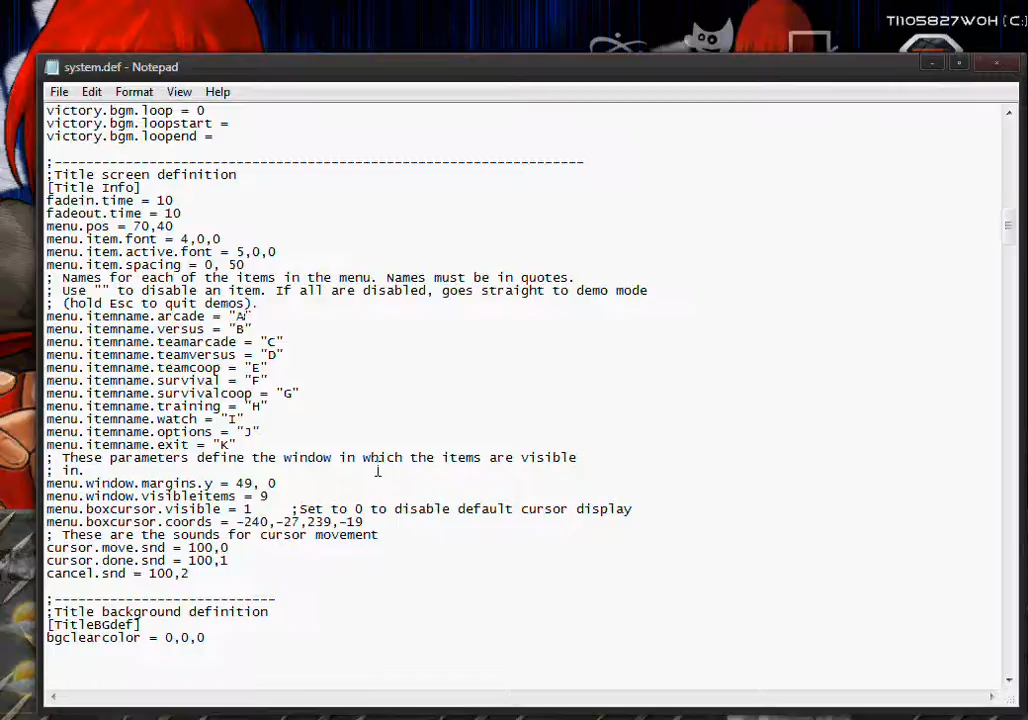 T1105827W0H (C:)
system.def - Notepad
File Edit Format View Help
victory.bgm.loop = 0
victory.bgm.loopstart =
victory.bgm.loopend =
;-------------------------------------------------------------------
;Title screen definition
[Title Info]
fadein.time = 10
fadeout.time = 10
menu.pos = 70,40
menu.item.font = 4,0,0
menu.item.active.font = 5,0,0
menu.item.spacing = 0, 50
; Names for each of the items in the menu. Names must be in quotes.
; Use "" to disable an item. If all are disabled, goes straight to demo mode
; (hold Esc to quit demos).
menu.itemname.arcade = "A"
menu.itemname.versus = "B"
menu.itemname.teamarcade = "C"
menu.itemname.teamversus = "D"
menu.itemname.teamcoop = "E"
menu.itemname.survival = "F"
menu.itemname.survivalcoop = "G"
menu.itemname.training = "H"
menu.itemname.watch = "I"
menu.itemname.options = "J"
menu.itemname.exit = "K"
; These parameters define the window in which the items are visible
; in.
menu.window.margins.y = 49, 0
menu.window.visibleitems = 9
menu.boxcursor.visible = 1 ;Set to 0 to disable default cursor display
menu.boxcursor.coords = -240,-27,239,-19
; These are the sounds for cursor movement
cursor.move.snd = 100,0
cursor.done.snd = 100,1
cancel.snd = 100,2
;----------------------------
;Title background definition
[TitleBGdef]
bgclearcolor = 0,0,0